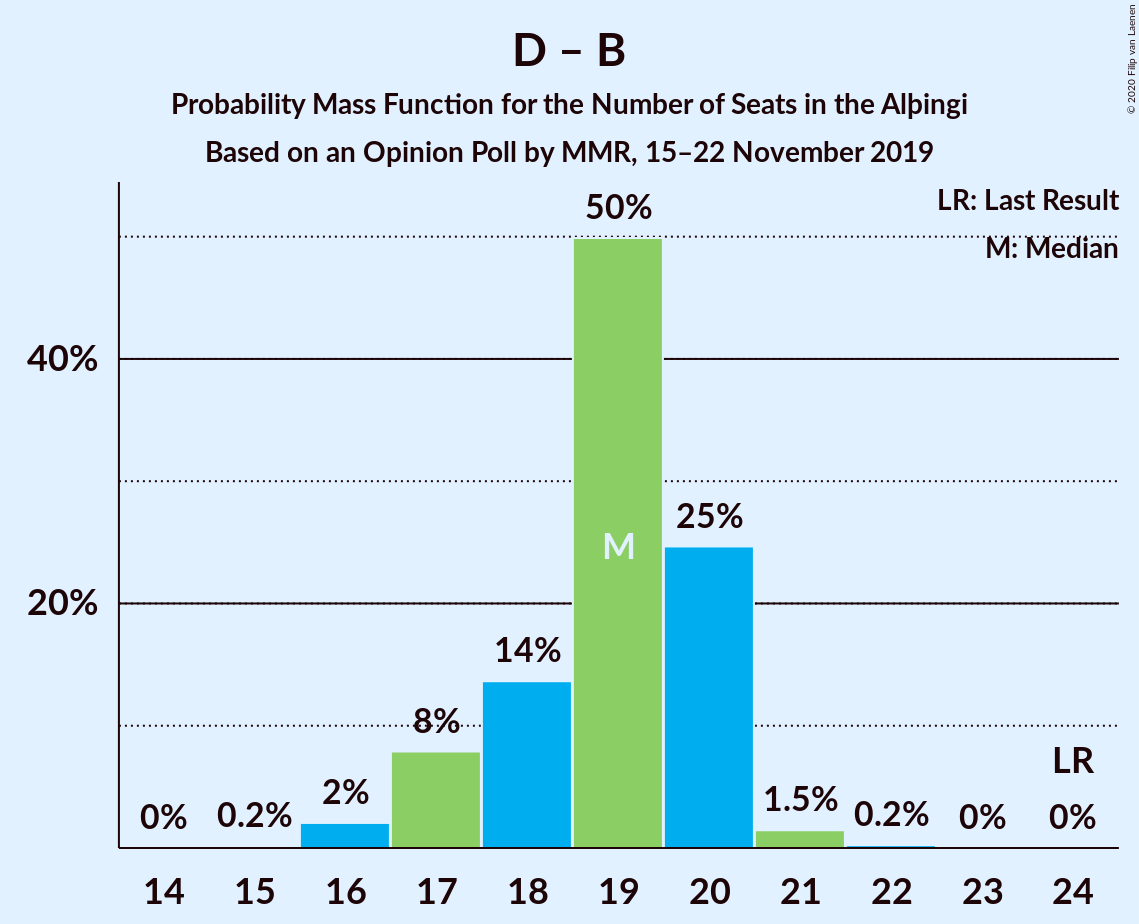 D – B
Probability Mass Function for the Number of Seats in the Alþingi
Based on an Opinion Poll by MMR, 15–22 November 2019
© 2020 Filip van Laenen
LR: Last Result
M: Median
50%
40%
25%
M
20%
14%
8%
LR
2%
1.5%
0%
0.2%
0.2%
0%
0%
14 15 16 17 18 19 20 21 22 23 24